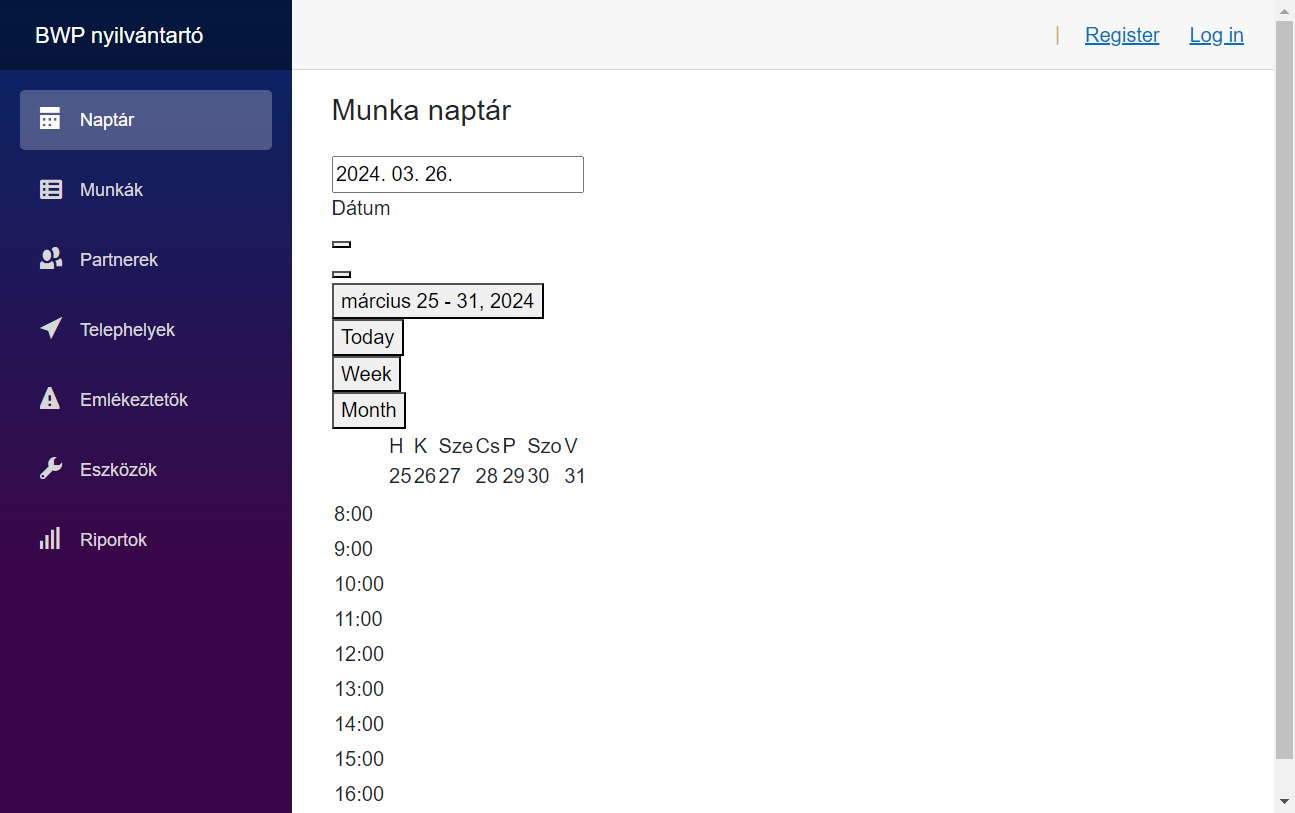 BWP nyilvántartó
| Register Log in
Naptár
Munkák
Partnerek
Telephelyek
Emlékeztetők
Eszközök
Riportok
Munka naptár
2024. 03. 26.
Dátum
március 25 - 31, 2024
Today
Week
Month
H K Sze Cs P Szo V
25 26 27 28 29 30 31
8:00
9:00
10:00
11:00
12:00
13:00
14:00
15:00
16:00